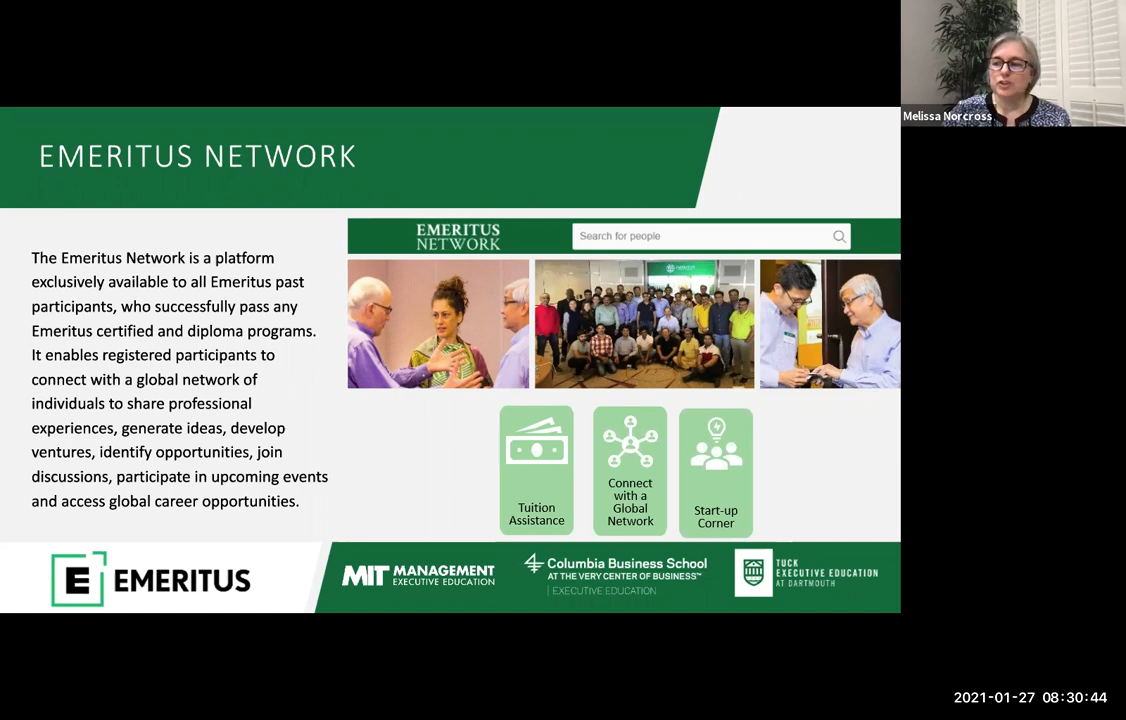 EMERITUS NETWORK
Melissa Norcross
EMERITUS
NETWORK
Search for people
The Emeritus Network is a platform
exclusively available to all Emeritus past
participants, who successfully pass any
Emeritus certified and diploma programs.
It enables registered participants to
connect with a global network of
individuals to share professional
experiences, generate ideas, develop
ventures, identify opportunities, join
discussions, participate in upcoming events
and access global career opportunities.
Tuition
Assistance
Connect
with a
Global
Network
Start-up
Corner
E EMERITUS
MIT MANAGEMENT
EXECUTIVE EDUCATION
Columbia Business School
AT THE VERY CENTER OF BUSINESS™
EXECUTIVE EDUCATION
TUCK
EXECUTIVE EDUCATION
AT DARTMOUTH
2021-01-27 08:30:44